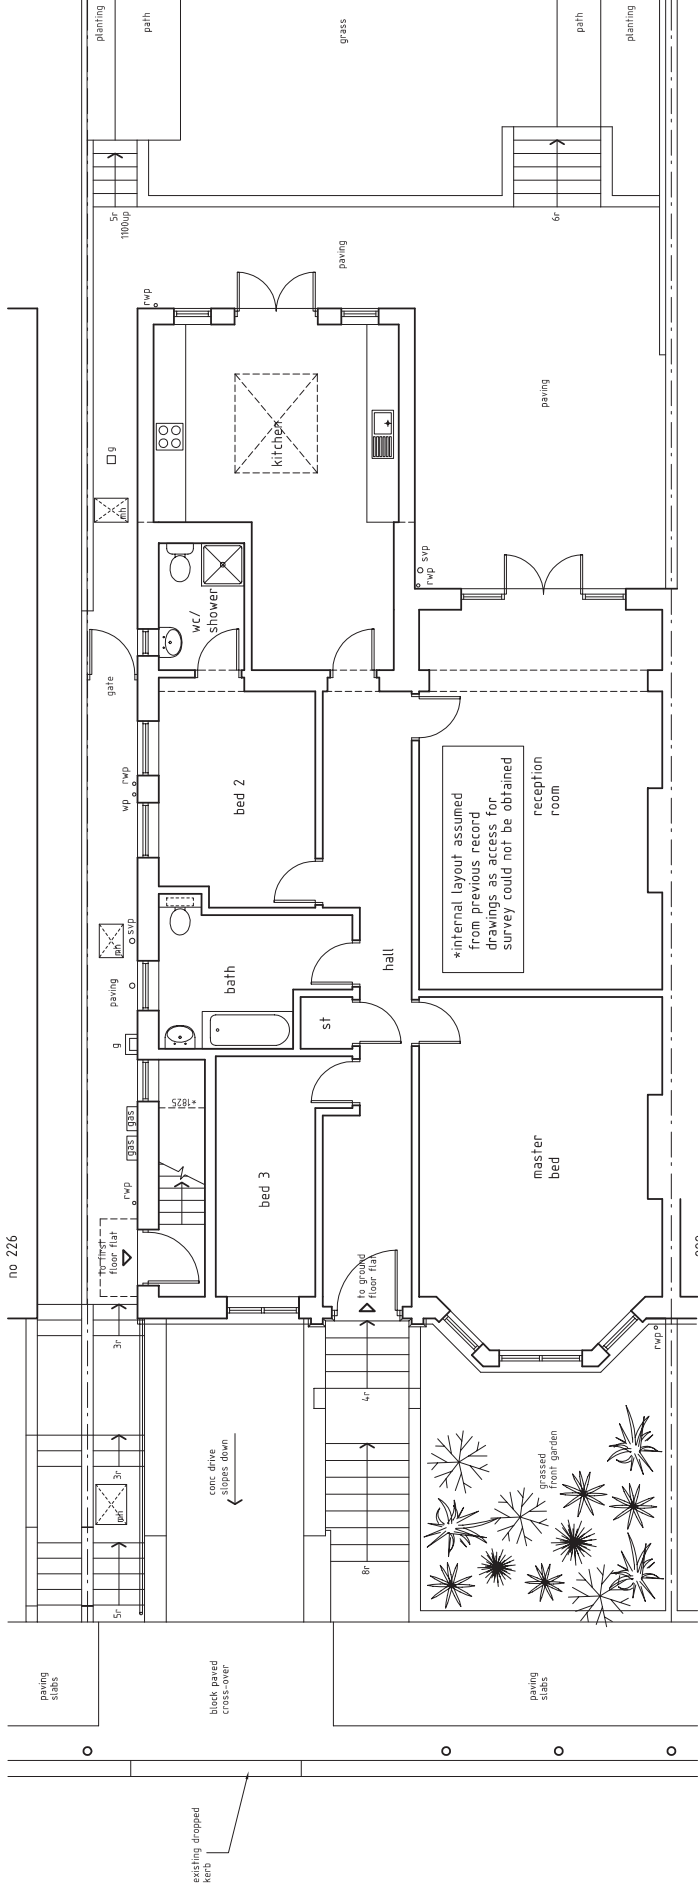 planting
path
grass
path
planting
5r
1100up
6r
paving
rwp
paving
kitchen
g
mh
svp
rwp
wc/
shower
gate
bed 2
rwp
wp
reception
room
*internal layout assumed
from previous record
drawings as access for
survey could not be obtained
svp
mh
hall
bath
paving
st
g
*1825
gas
gas
master
bed
bed 3
rwp
no 226
to first
floor flat
to ground
floor flat
3r
rwp
4r
3r
conc drive
slopes down
grassed
front garden
mh
8r
5r
paving
slabs
block paved
cross-over
paving
slabs
existing dropped
kerb